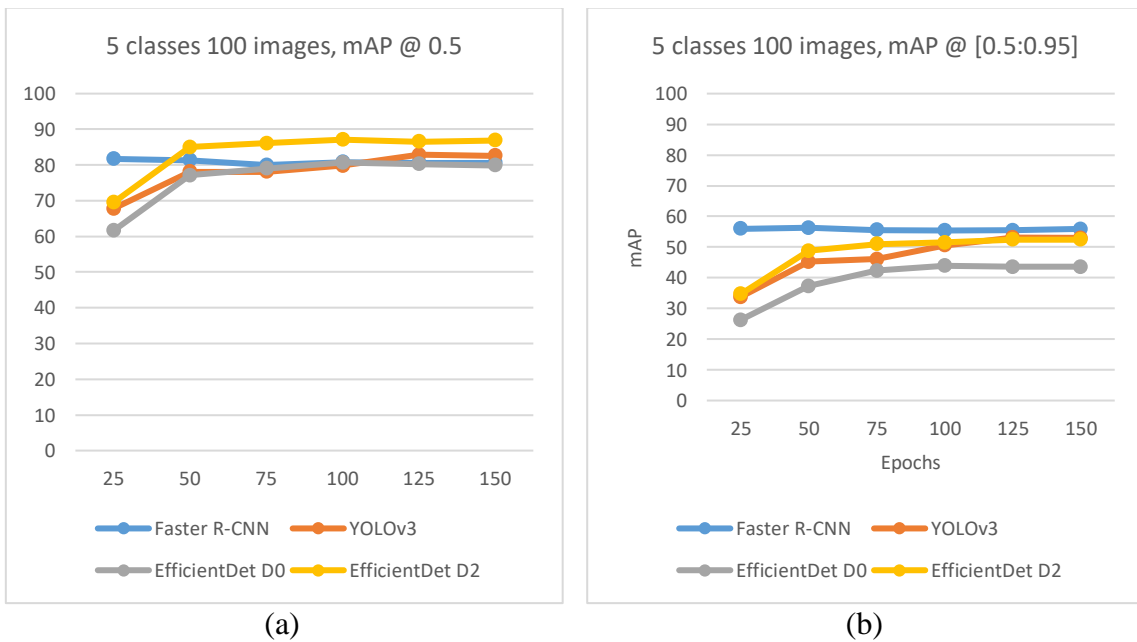 5 classes 100 images, mAP @ 0.5
100
90
80
70
60
50
40
30
20
10
0
25 50 75 100 125 150
Faster R-CNN YOLOv3
EfficientDet D0 EfficientDet D2
(a)
5 classes 100 images, mAP @ [0.5:0.95]
mAP
100
90
80
70
60
50
40
30
20
10
0
25 50 75 100 125 150
Epochs
Faster R-CNN YOLOv3
EfficientDet D0 EfficientDet D2
(b)